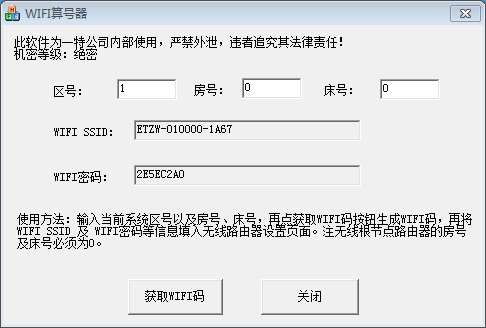 WIFI算号器
此软件为一特公司内部使用，严禁外泄，违者追究其法律责任！
机密等级：绝密
区号： 1 房号： 0 床号： 0
WIFI SSID： ETZW-010000-1A67
WIFI密码： 2E5EC2A0
使用方法：输入当前系统区号以及房号、床号，再点获取WIFI码按钮生成WIFI码，再将
WIFI SSID 及 WIFI密码等信息填入无线路由器设置页面。注无线根节点路由器的房号
及床号必须为0。
获取WIFI码 关闭